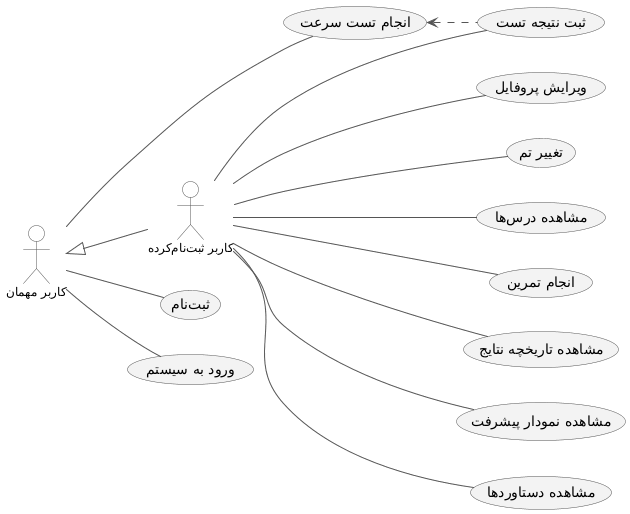 انجام تست سرعت
ثبت نتیجه تست
ویرایش پروفایل
تغییر تم
مشاهده درس‌ها
کاربر ثبت‌نام‌کرده
انجام تمرین
کاربر مهمان
ثبت‌نام
مشاهده تاریخچه نتایج
ورود به سیستم
مشاهده نمودار پیشرفت
مشاهده دستاوردها